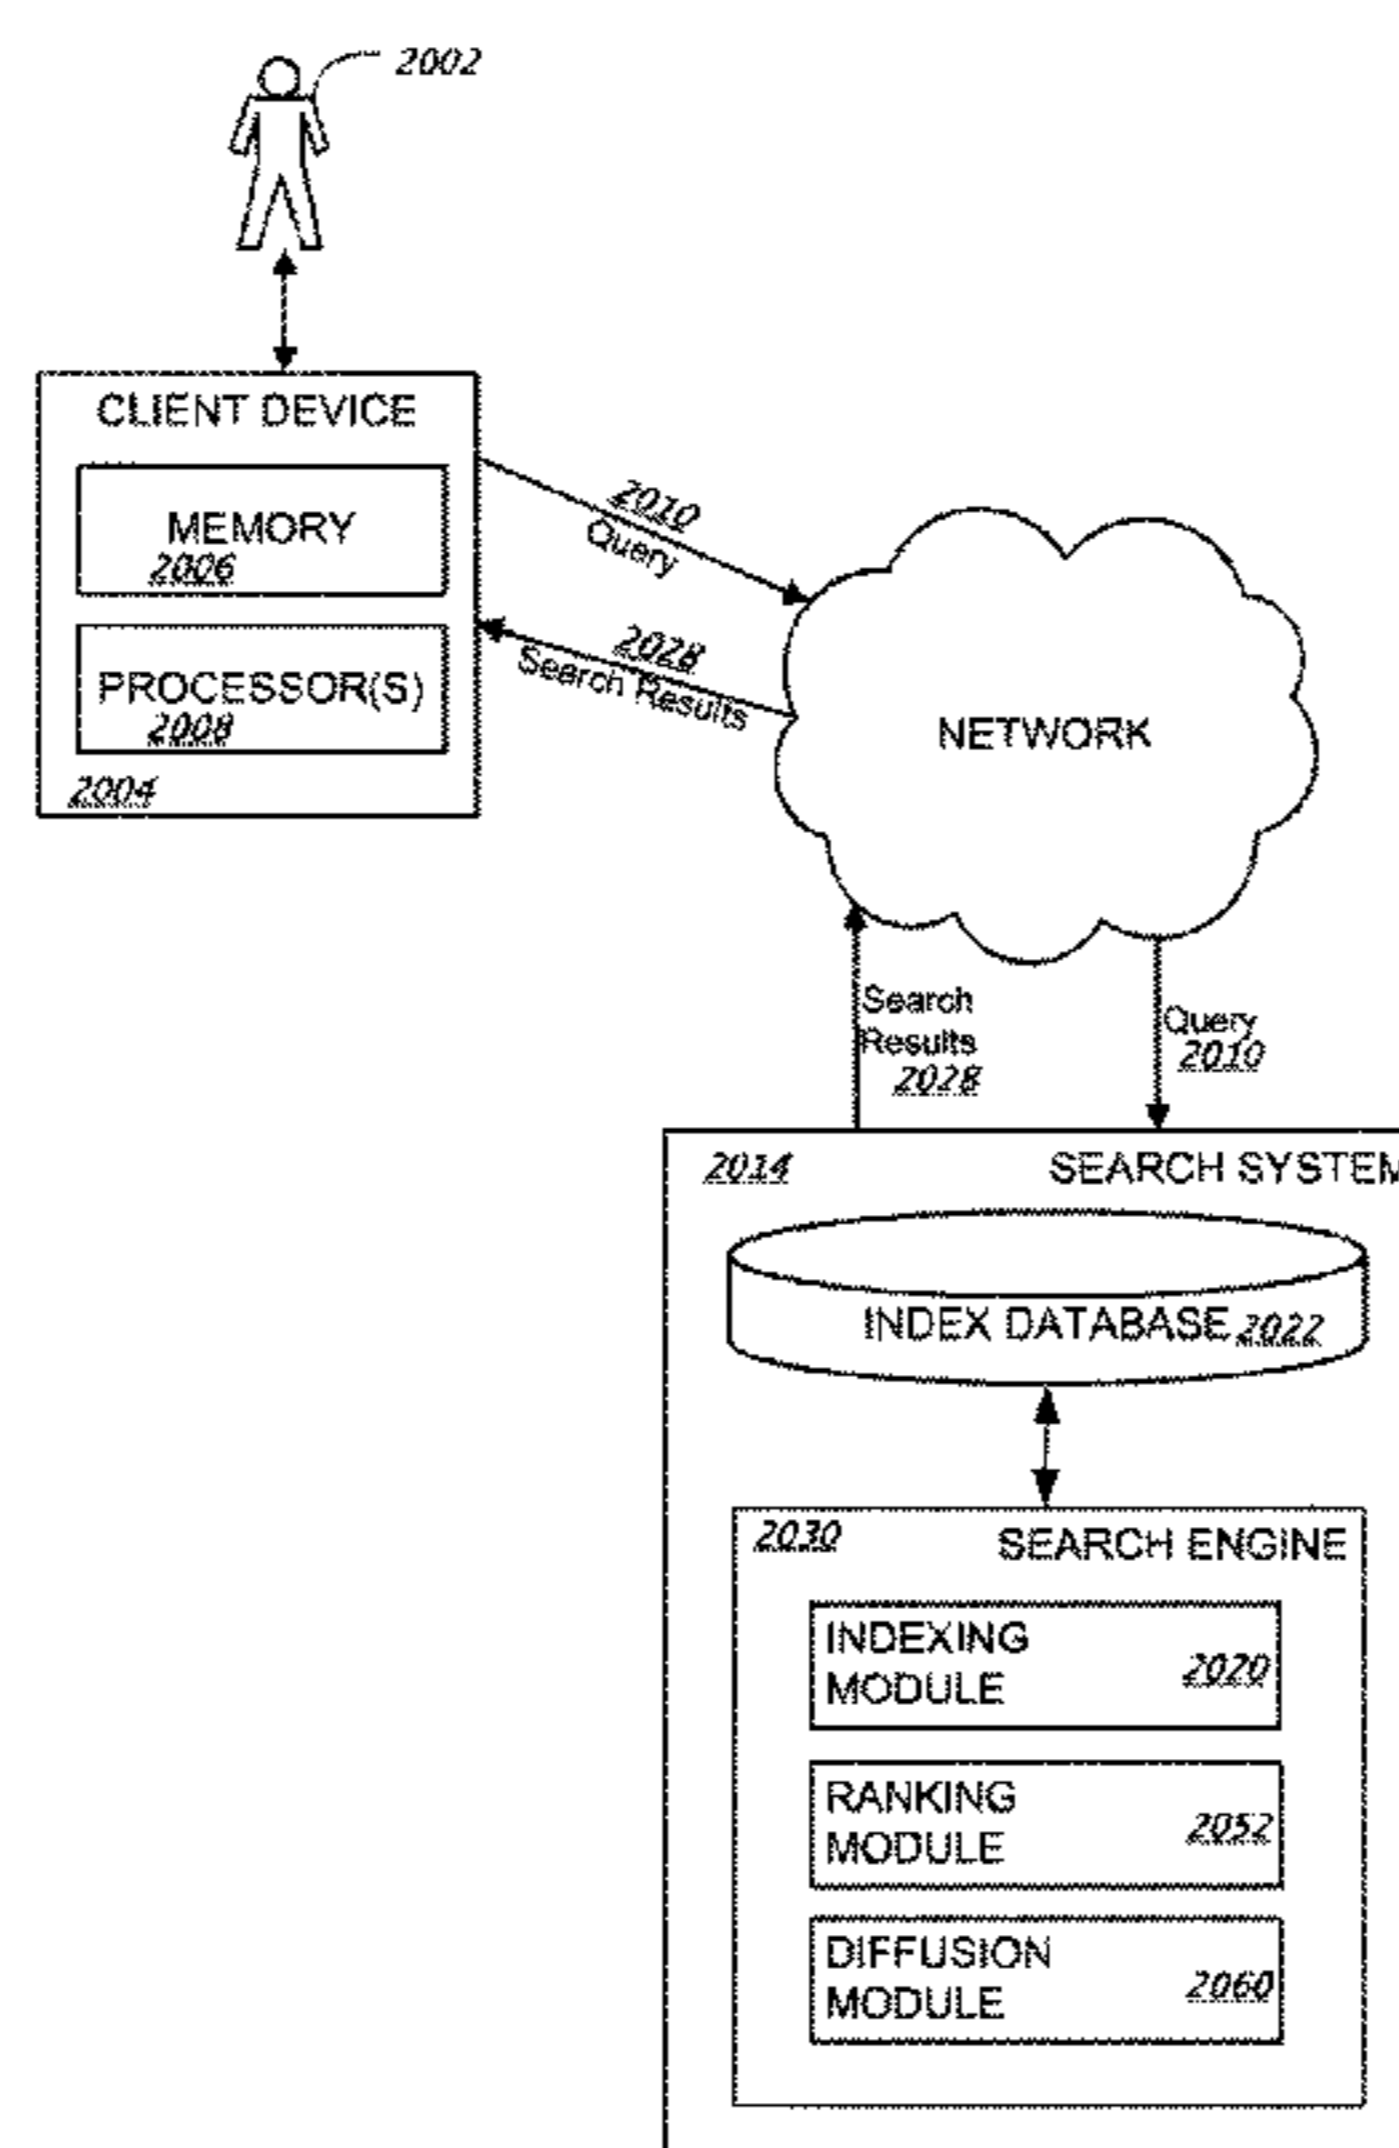 2002
CLIENT DEVICE
MEMORY
2006
PROCESSOR(S)
2008
2004
2010
Query
2028
Search Results
NETWORK
Search
Results
2028
Query
2010
2014
SEARCH SYSTEM
INDEX DATABASE 2022
2030
SEARCH ENGINE
INDEXING
MODULE
2020
RANKING
MODULE
2052
DIFFUSION
MODULE
2060